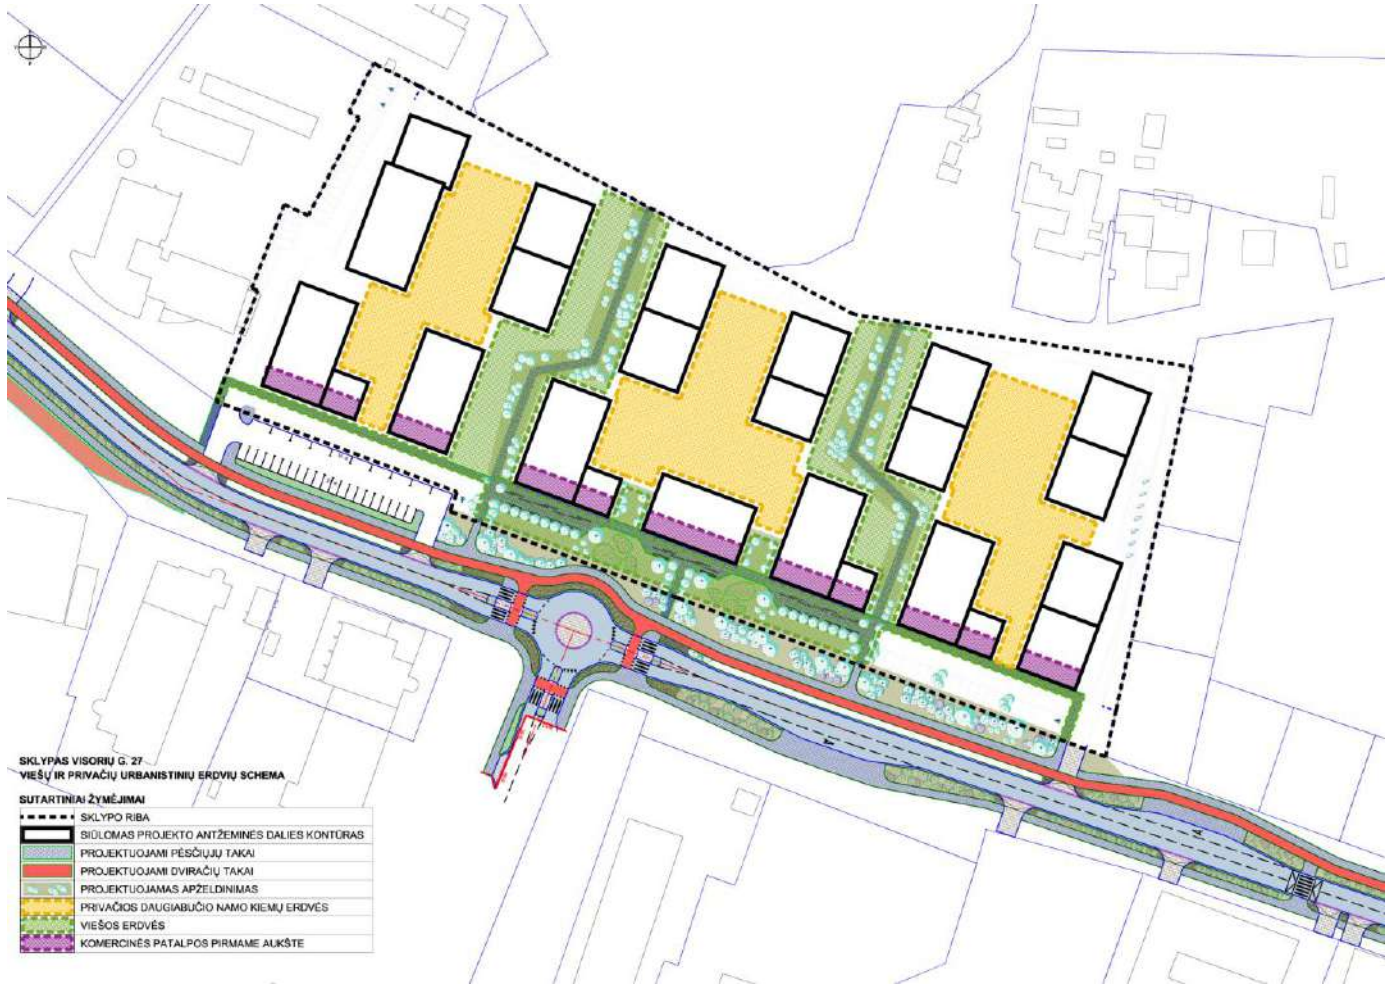 SKLYPAS VISORIŲ G. 27
VIEŠŲ IR PRIVAČIŲ URBANISTINIŲ ERDVIŲ SCHEMA
SUTARTINIAI ŽYMĖJIMAI
SKLYPO RIBA
SIŪLOMAS PROJEKTO ANTŽEMINĖS DALIES KONTŪRAS
PROJEKTUOJAMI PĖSČIŲJŲ TAKAI
PROJEKTUOJAMI DVIRAČIŲ TAKAI
PROJEKTUOJAMAS APŽELDINIMAS
PRIVAČIOS DAUGIABUČIO NAMO KIEMŲ ERDVĖS
VIEŠOS ERDVĖS
KOMERCINĖS PATALPOS PIRMAME AUKŠTE